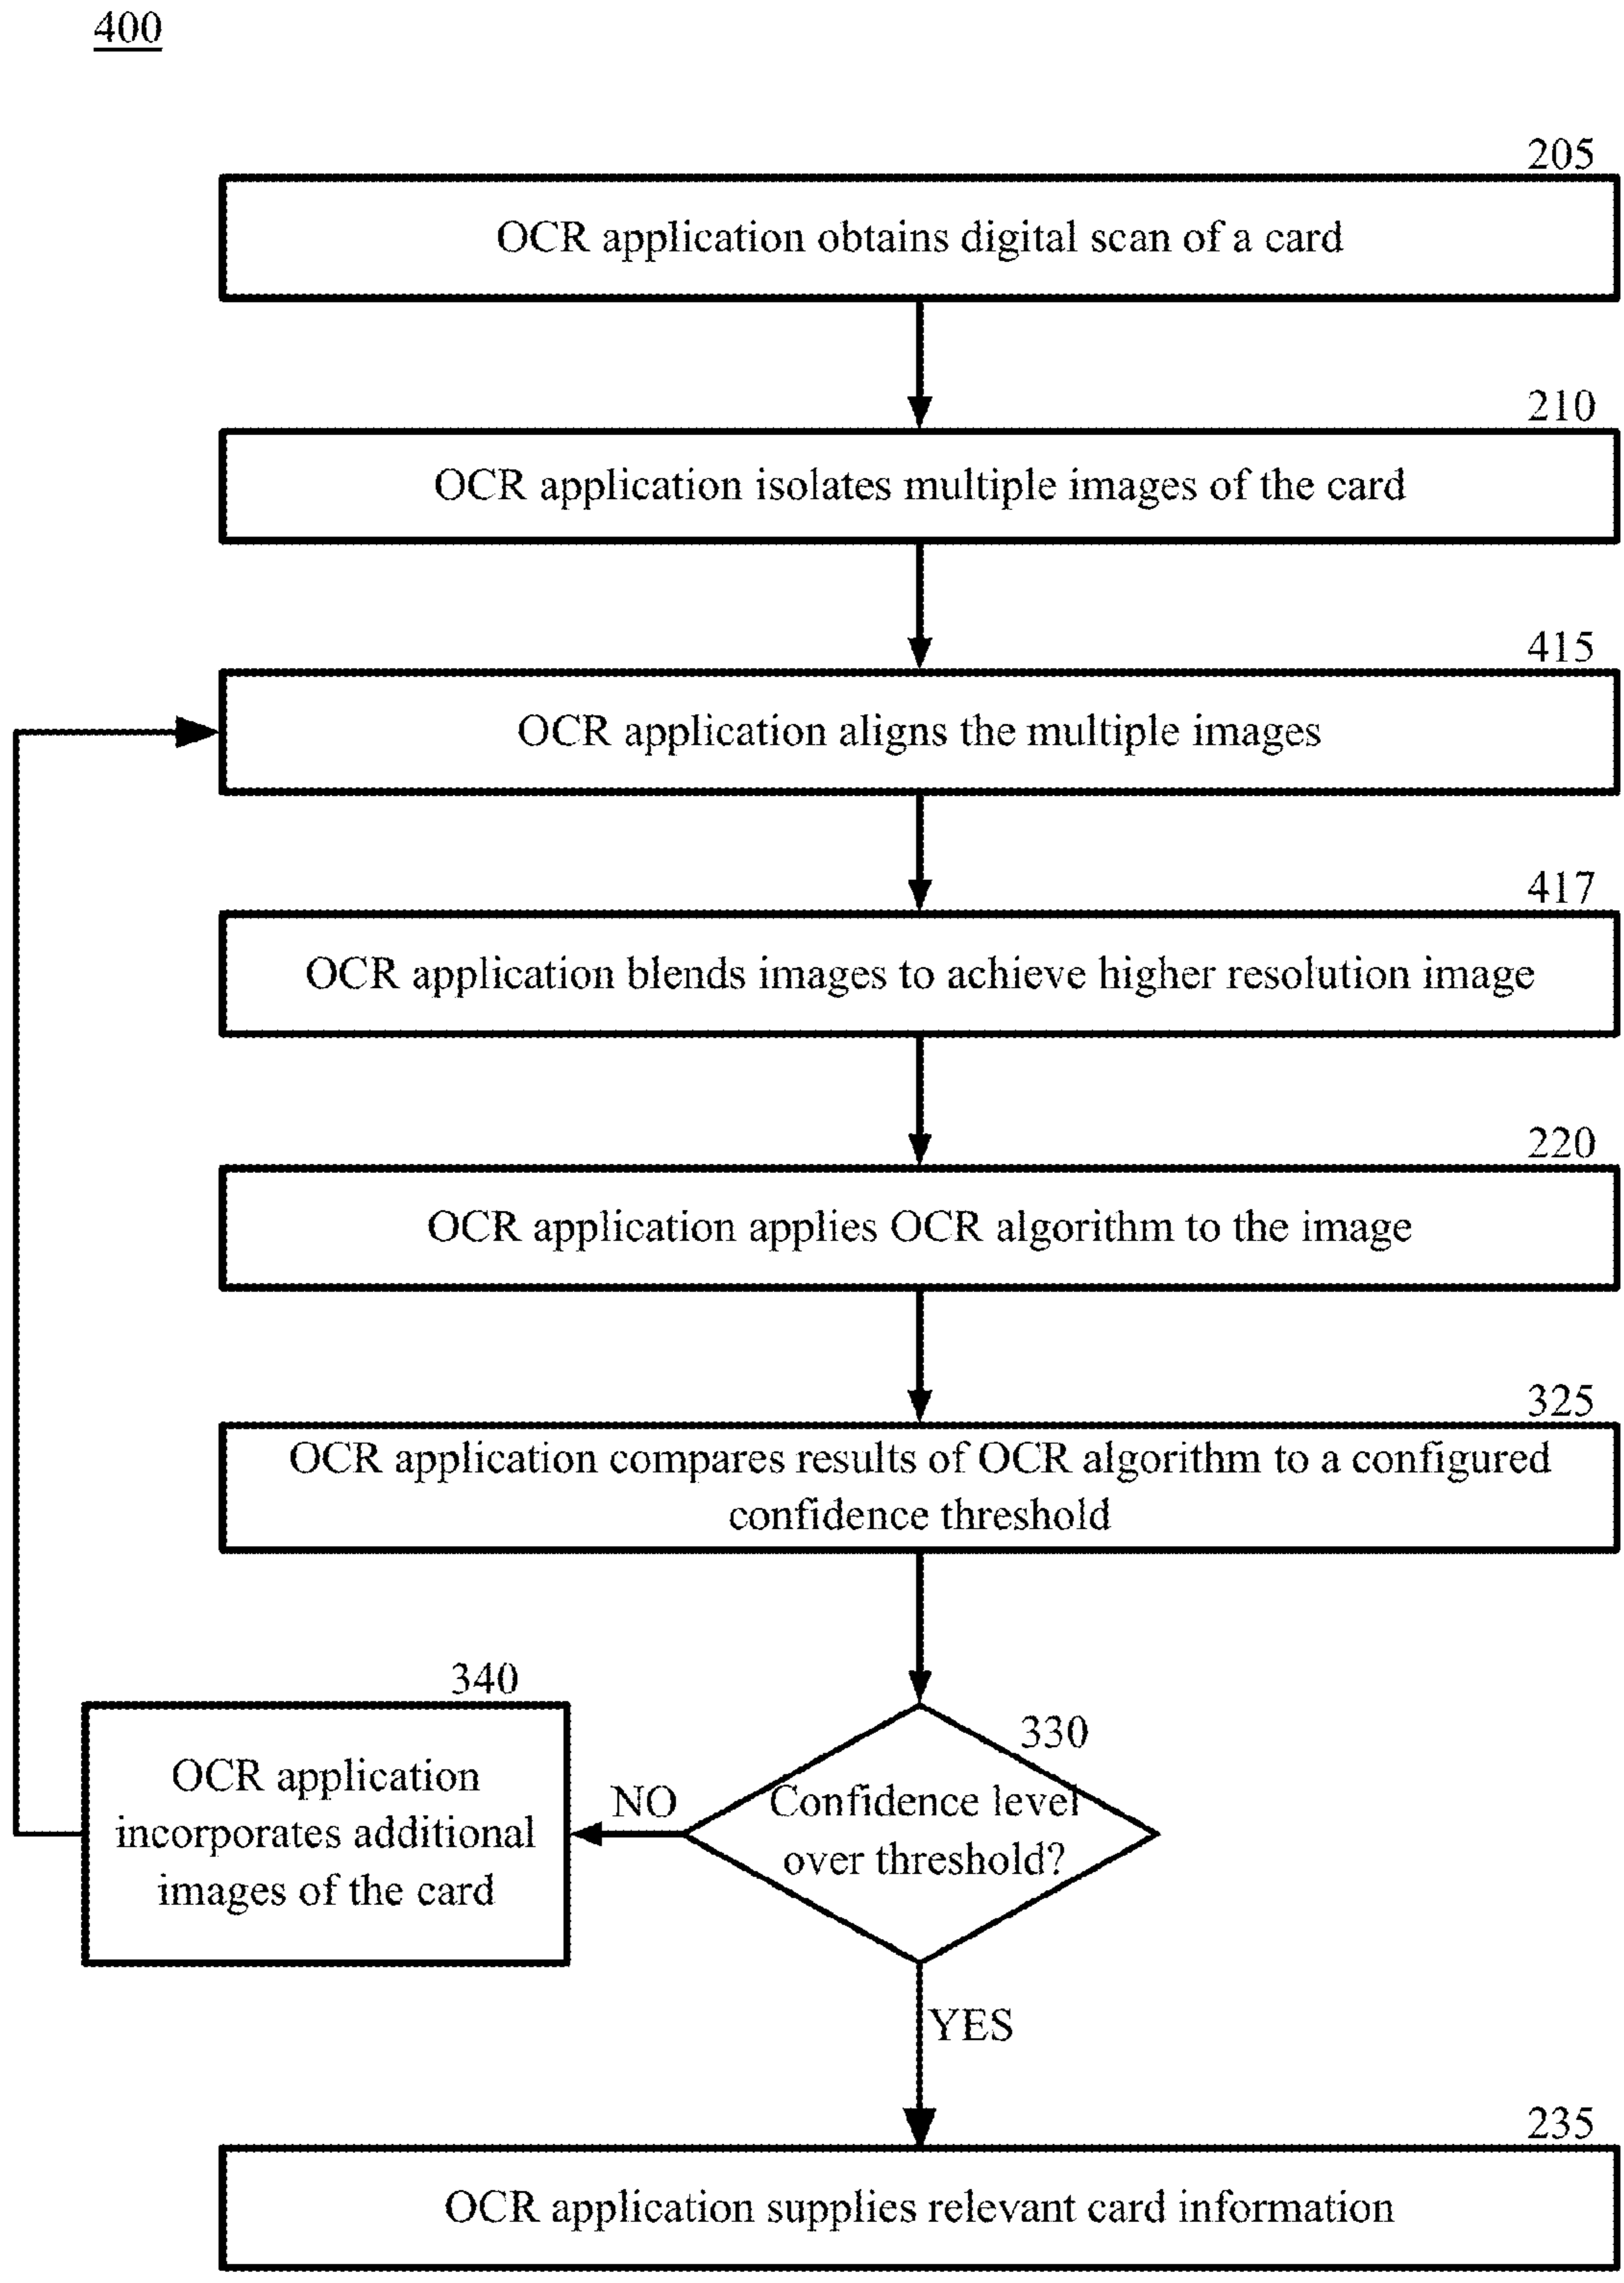 400
205
OCR application obtains digital scan of a card
210
OCR application isolates multiple images of the card
415
OCR application aligns the multiple images
417
OCR application blends images to achieve higher resolution image
220
OCR application applies OCR algorithm to the image
325
OCR application compares results of OCR algorithm to a configured
confidence threshold
340
OCR application
incorporates additional
images of the card
NO
330
Confidence level
over threshold?
YES
235
OCR application supplies relevant card information